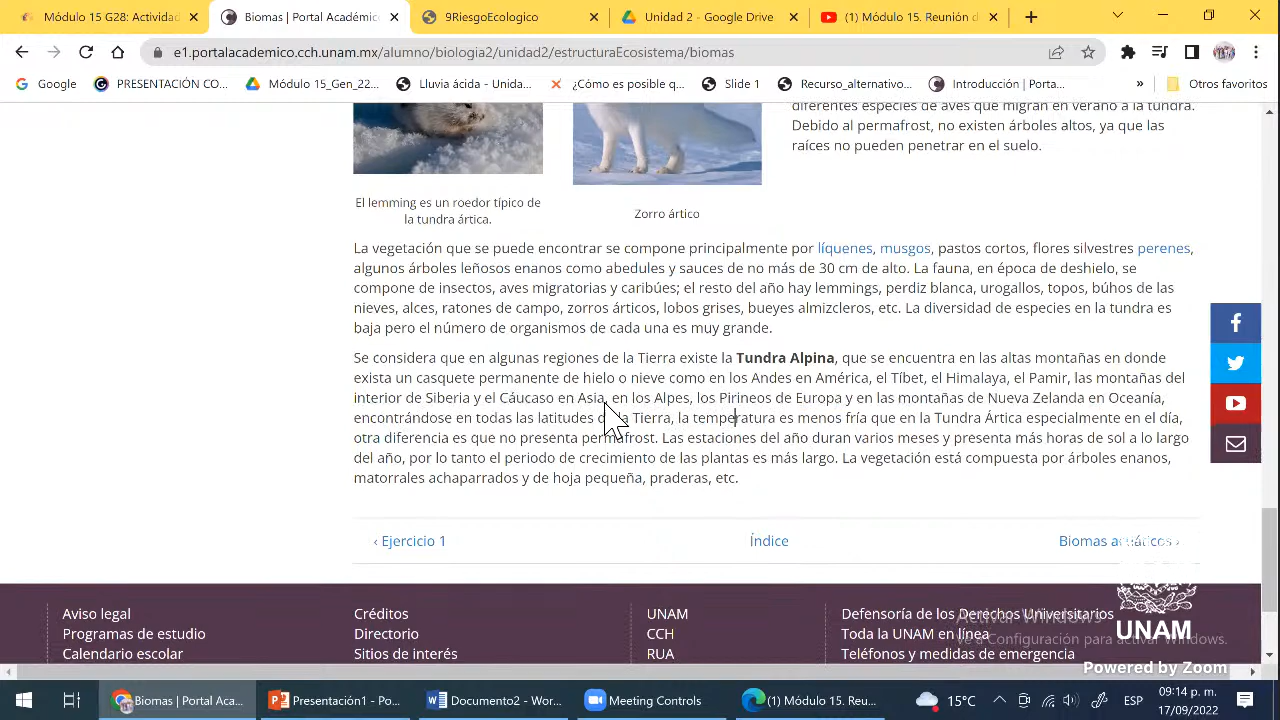 Módulo 15 G28: Actividad
Biomas | Portal Académic
9RiesgoEcologico
Unidad 2 - Google Drive
(1) Módulo 15. Reunión d
e1.portalacademico.cch.unam.mx/alumno/biologia2/unidad2/estructuraEcosistema/biomas
Google
PRESENTACIÓN CO...
Módulo 15_Gen_22...
Lluvia ácida - Unida...
¿Cómo es posible q...
Slide 1
Recurso_alternativo...
Introducción | Porta...
»
Otros favoritos
diferentes especies de aves que migran en verano a la tundra.
Debido al permafrost, no existen árboles altos, ya que las
raíces no pueden penetrar en el suelo.
El lemming es un roedor típico de
la tundra ártica.
Zorro ártico
La vegetación que se puede encontrar se compone principalmente por líquenes, musgos, pastos cortos, flores silvestres perenes,
algunos árboles leñosos enanos como abedules y sauces de no más de 30 cm de alto. La fauna, en época de deshielo, se
compone de insectos, aves migratorias y caribúes; el resto del año hay lemmings, perdiz blanca, urogallos, topos, búhos de las
nieves, alces, ratones de campo, zorros árticos, lobos grises, bueyes almizcleros, etc. La diversidad de especies en la tundra es
baja pero el número de organismos de cada una es muy grande.
Se considera que en algunas regiones de la Tierra existe la Tundra Alpina, que se encuentra en las altas montañas en donde
exista un casquete permanente de hielo o nieve como en los Andes en América, el Tíbet, el Himalaya, el Pamir, las montañas del
interior de Siberia y el Cáucaso en Asia, en los Alpes, los Pirineos de Europa y en las montañas de Nueva Zelanda en Oceanía,
encontrándose en todas las latitudes de la Tierra, la temperatura es menos fría que en la Tundra Ártica especialmente en el día,
otra diferencia es que no presenta permafrost. Las estaciones del año duran varios meses y presenta más horas de sol a lo largo
del año, por lo tanto el periodo de crecimiento de las plantas es más largo. La vegetación está compuesta por árboles enanos,
matorrales achaparrados y de hoja pequeña, praderas, etc.
‹ Ejercicio 1
Índice
Biomas acuáticos ›
Aviso legal
Créditos
UNAM
Defensoría de los Derechos Universitarios
Programas de estudio
Directorio
CCH
Toda la UNAM en línea
Calendario escolar
Sitios de interés
RUA
Teléfonos y medidas de emergencia
Activar Windows
Ve a Configuración para activar Windows.
UNAM
Powered by Zoom
Biomas | Portal Aca...
Presentación1 - Po...
Documento2 - Wor...
Meeting Controls
(1) Módulo 15. Reu...
15°C
ESP
09:14 p. m.
17/09/2022